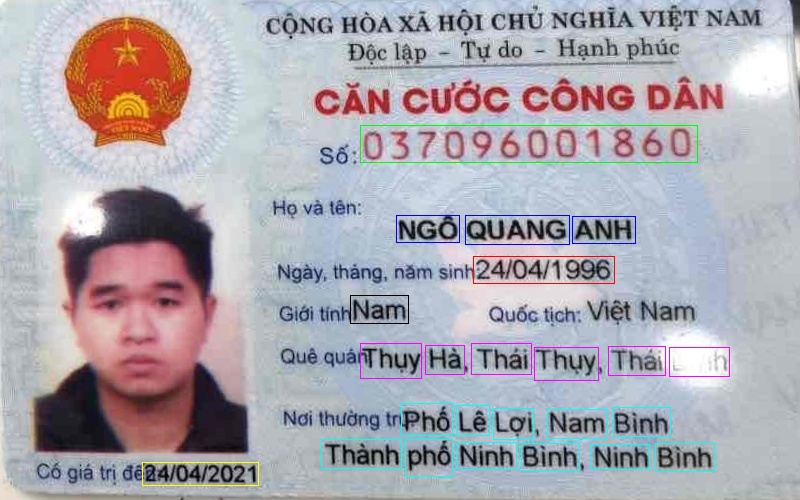 CỘNG HÒA XÃ HỘI CHỦ NGHĨA VIỆT NAM
Độc lập - Tự do - Hạnh phúc
CĂN CƯỚC CÔNG DÂN
Số: 037096001860
Họ và tên:
NGÔ QUANG ANH
Ngày, tháng, năm sinh: 24/04/1996
Giới tính: Nam Quốc tịch: Việt Nam
Quê quán: Thụy Hà, Thái Thụy, Thái
Nơi thường trú: Phố Lê Lợi, Nam Bình
Thành phố Ninh Bình, Ninh Bình
Có giá trị đến: 24/04/2021